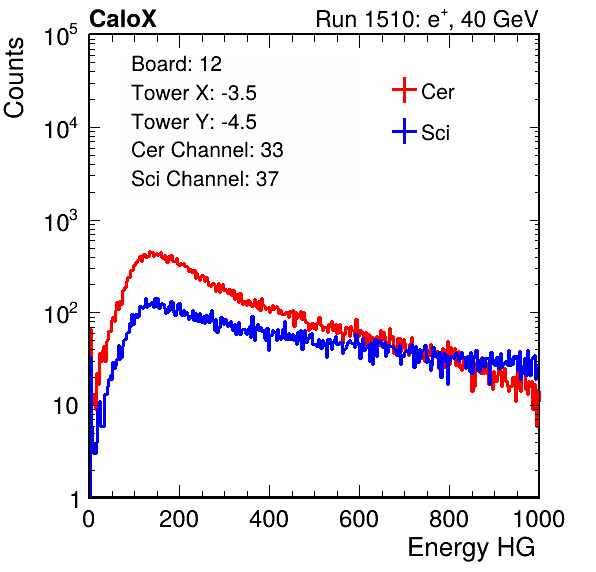 CaloX Run 1510: e⁺, 40 GeV
Counts
Board: 12
Tower X: -3.5
Tower Y: -4.5
Cer Channel: 33
Sci Channel: 37
Cer
Sci
10⁵
10⁴
10³
10²
10
1
0 200 400 600 800 1000
Energy HG